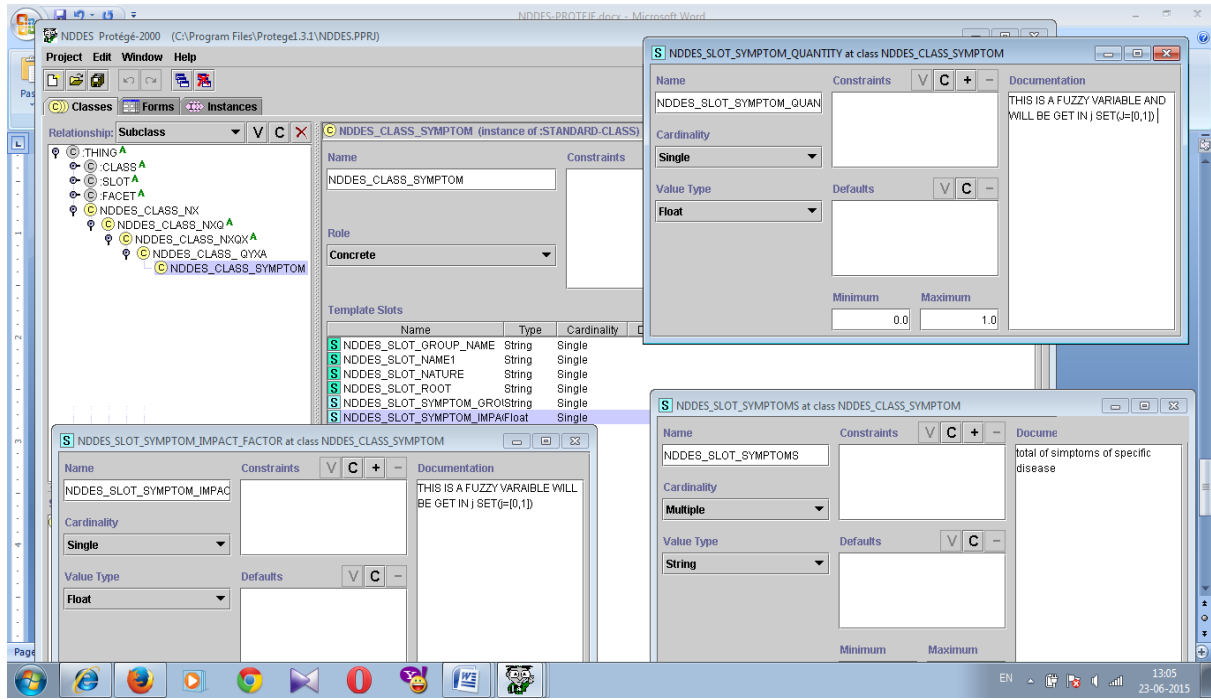 NDDES-PROTEJE.docx - Microsoft Word
NDDES Protégé-2000 (C:\Program Files\Protege1.3.1\NDDES.PPRJ)
Project Edit Window Help
Classes Forms Instances
Relationship: Subclass V C
:THING A
:CLASS A
:SLOT A
:FACET A
NDDES_CLASS_NX
NDDES_CLASS_NXQ A
NDDES_CLASS_NXQX A
NDDES_CLASS_ QYXA
NDDES_CLASS_SYMPTOM
C NDDES_CLASS_SYMPTOM (instance of :STANDARD-CLASS)
Name Constraints
NDDES_CLASS_SYMPTOM
Role
Concrete
Template Slots
Name Type Cardinality
S NDDES_SLOT_GROUP_NAME String Single
S NDDES_SLOT_NAME1 String Single
S NDDES_SLOT_NATURE String Single
S NDDES_SLOT_ROOT String Single
S NDDES_SLOT_SYMPTOM_GRO String Single
S NDDES_SLOT_SYMPTOM_IMPA Float Single
S NDDES_SLOT_SYMPTOM_QUANTITY at class NDDES_CLASS_SYMPTOM
Name Constraints V C + − Documentation
NDDES_SLOT_SYMPTOM_QUAN
THIS IS A FUZZY VARIABLE AND
WILL BE GET IN j SET(J=[0,1])
Cardinality
Single
Value Type Defaults V C −
Float
Minimum Maximum
0.0 1.0
S NDDES_SLOT_SYMPTOM_IMPACT_FACTOR at class NDDES_CLASS_SYMPTOM
Name Constraints V C + − Documentation
NDDES_SLOT_SYMPTOM_IMPAC
THIS IS A FUZZY VARAIBLE WILL
BE GET IN j SET(j=[0,1])
Cardinality
Single
Value Type Defaults V C −
Float
S NDDES_SLOT_SYMPTOMS at class NDDES_CLASS_SYMPTOM
Name Constraints V C + − Docume
NDDES_SLOT_SYMPTOMS
total of simptoms of specific
disease
Cardinality
Multiple
Value Type Defaults V C −
String
Minimum Maximum
Pas
Page
EN 13:05
23-06-2015